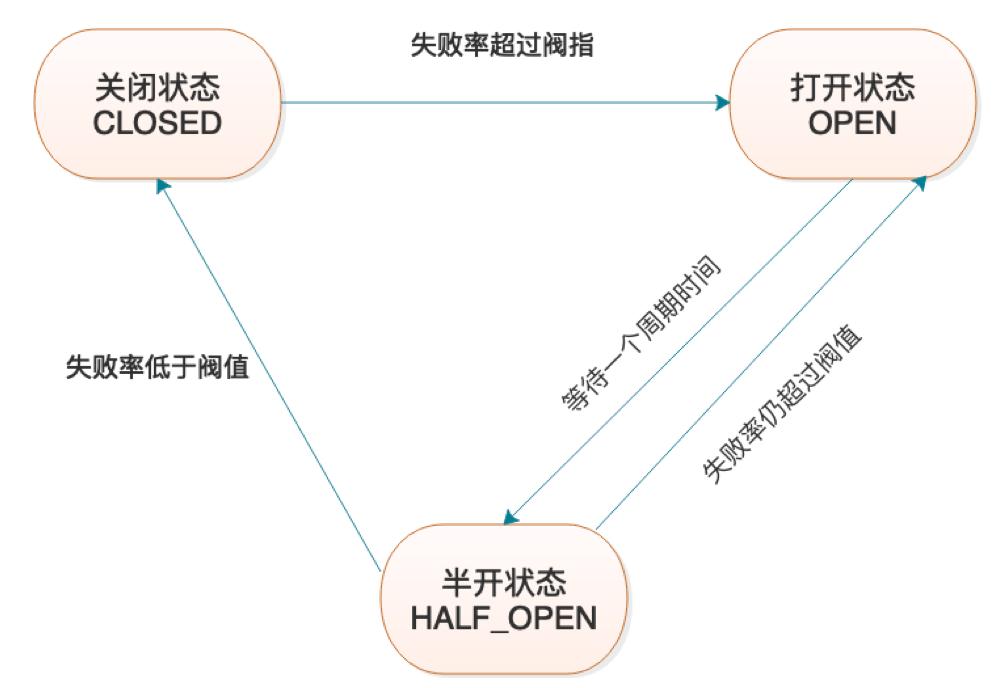 失败率超过阀指
关闭状态
CLOSED
打开状态
OPEN
等待一个周期时间
失败率仍超过阀值
失败率低于阀值
半开状态
HALF_OPEN